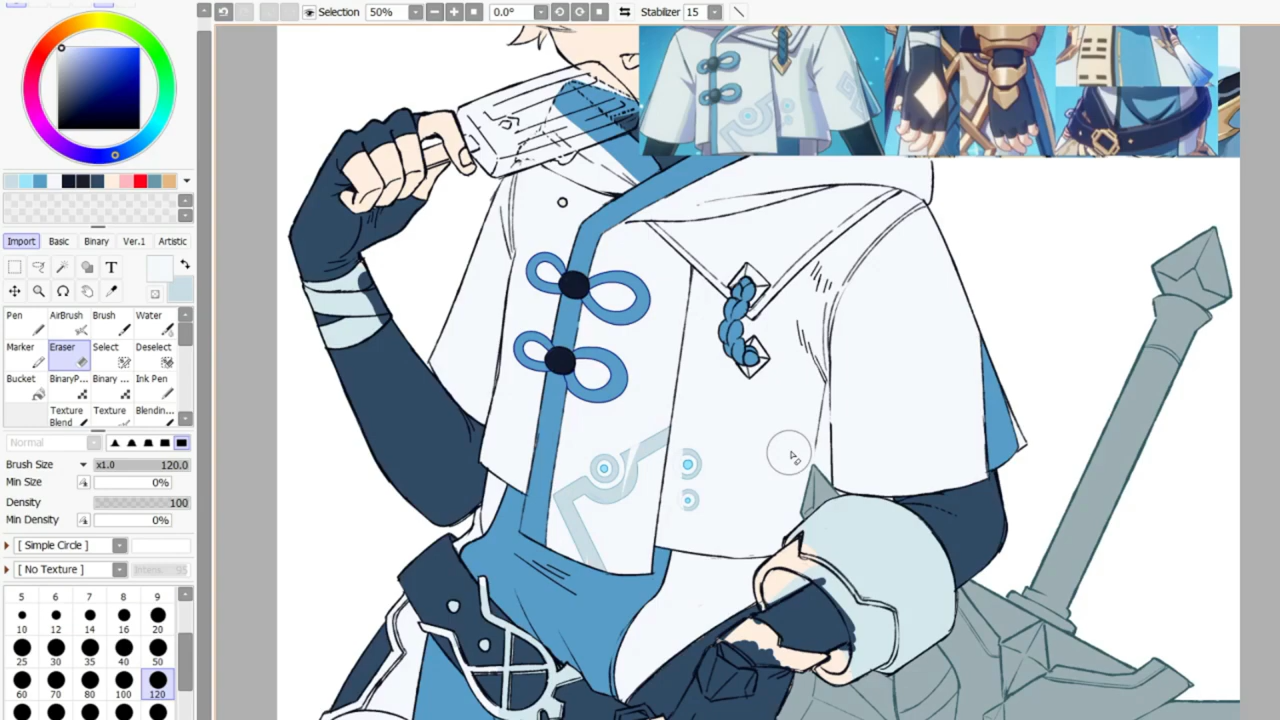 Selection 50% 0.0° Stabilizer 15
Import Basic Binary Ver.1 Artistic
T
Pen AirBrush Brush Water
Marker Eraser Select Deselect
Bucket BinaryP... Binary ... Ink Pen
Texture Blend Texture Blendin...
Normal
Brush Size x1.0 120.0
Min Size 0%
Density 100
Min Density 0%
[ Simple Circle ]
[ No Texture ] Intens 95
5 6 7 8 9
10 12 14 16 20
25 30 35 40 50
60 70 80 100 120